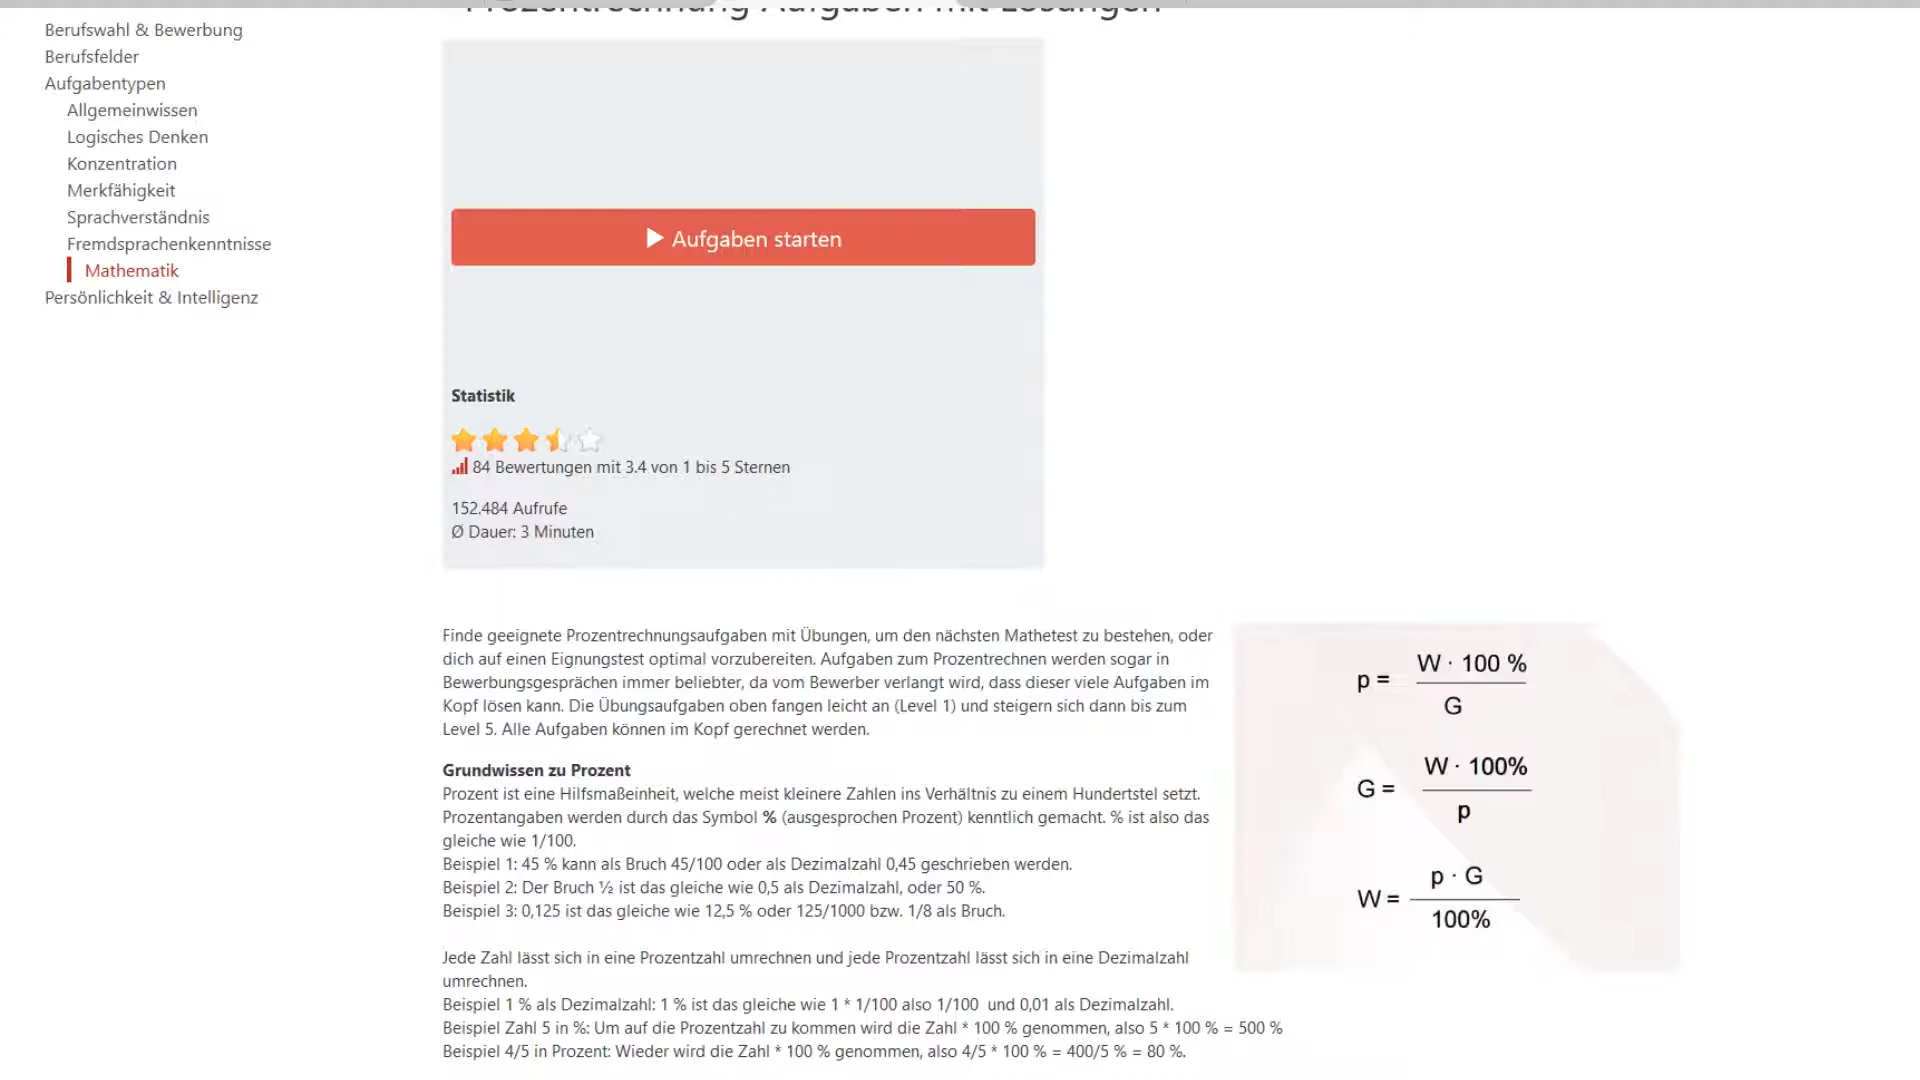 Prozentrechnung Aufgaben mit Lösungen
Berufswahl & Bewerbung
Berufsfelder
Aufgabentypen
Allgemeinwissen
Logisches Denken
Konzentration
Merkfähigkeit
Sprachverständnis
Fremdsprachenkenntnisse
Mathematik
Persönlichkeit & Intelligenz
Aufgaben starten
Statistik
84 Bewertungen mit 3.4 von 1 bis 5 Sternen
152.484 Aufrufe
Ø Dauer: 3 Minuten
Finde geeignete Prozentrechnungsaufgaben mit Übungen, um den nächsten Mathetest zu bestehen, oder
dich auf einen Eignungstest optimal vorzubereiten. Aufgaben zum Prozentrechnen werden sogar in
Bewerbungsgesprächen immer beliebter, da vom Bewerber verlangt wird, dass dieser viele Aufgaben im
Kopf lösen kann. Die Übungsaufgaben oben fangen leicht an (Level 1) und steigern sich dann bis zum
Level 5. Alle Aufgaben können im Kopf gerechnet werden.
Grundwissen zu Prozent
Prozent ist eine Hilfsmaßeinheit, welche meist kleinere Zahlen ins Verhältnis zu einem Hundertstel setzt.
Prozentangaben werden durch das Symbol % (ausgesprochen Prozent) kenntlich gemacht. % ist also das
gleiche wie 1/100.
Beispiel 1: 45 % kann als Bruch 45/100 oder als Dezimalzahl 0,45 geschrieben werden.
Beispiel 2: Der Bruch ½ ist das gleiche wie 0,5 als Dezimalzahl, oder 50 %.
Beispiel 3: 0,125 ist das gleiche wie 12,5 % oder 125/1000 bzw. 1/8 als Bruch.
Jede Zahl lässt sich in eine Prozentzahl umrechnen und jede Prozentzahl lässt sich in eine Dezimalzahl
umrechnen.
Beispiel 1 % als Dezimalzahl: 1 % ist das gleiche wie 1 * 1/100 also 1/100 und 0,01 als Dezimalzahl.
Beispiel Zahl 5 in %: Um auf die Prozentzahl zu kommen wird die Zahl * 100 % genommen, also 5 * 100 % = 500 %
Beispiel 4/5 in Prozent: Wieder wird die Zahl * 100 % genommen, also 4/5 * 100 % = 400/5 % = 80 %.
W · 100 %
p =
G
W · 100%
G =
p
p · G
W =
100%